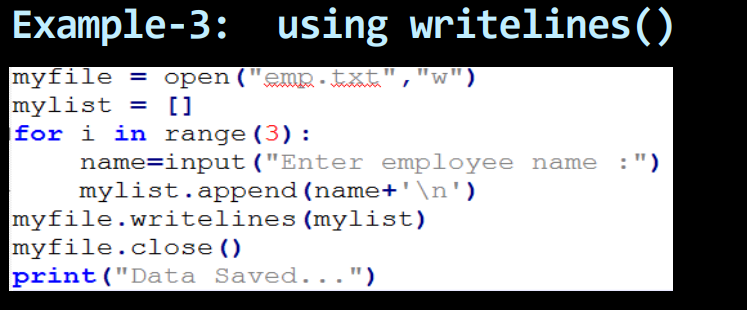 Example-3:  using writelines()
myfile = open("emp.txt","w")
mylist = []
for i in range(3):
    name=input("Enter employee name :")
    mylist.append(name+'\n')
myfile.writelines(mylist)
myfile.close()
print("Data Saved...")